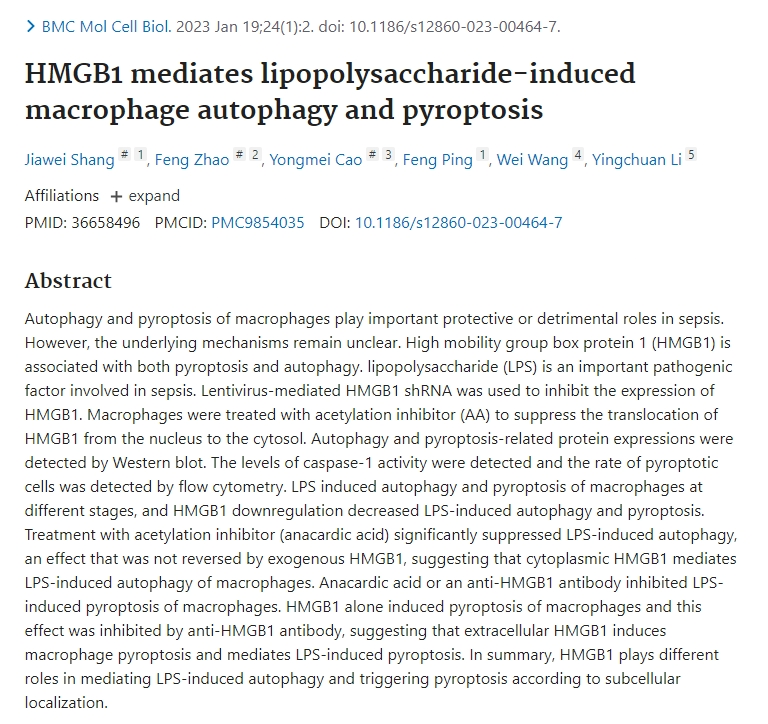 > BMC Mol Cell Biol. 2023 Jan 19;24(1):2. doi: 10.1186/s12860-023-00464-7.
HMGB1 mediates lipopolysaccharide-induced
macrophage autophagy and pyroptosis
Jiawei Shang # 1, Feng Zhao # 2, Yongmei Cao # 3, Feng Ping 1, Wei Wang 4, Yingchuan Li 5
Affiliations + expand
PMID: 36658496 PMCID: PMC9854035 DOI: 10.1186/s12860-023-00464-7
Abstract
Autophagy and pyroptosis of macrophages play important protective or detrimental roles in sepsis.
However, the underlying mechanisms remain unclear. High mobility group box protein 1 (HMGB1) is
associated with both pyroptosis and autophagy. lipopolysaccharide (LPS) is an important pathogenic
factor involved in sepsis. Lentivirus-mediated HMGB1 shRNA was used to inhibit the expression of
HMGB1. Macrophages were treated with acetylation inhibitor (AA) to suppress the translocation of
HMGB1 from the nucleus to the cytosol. Autophagy and pyroptosis-related protein expressions were
detected by Western blot. The levels of caspase-1 activity were detected and the rate of pyroptotic
cells was detected by flow cytometry. LPS induced autophagy and pyroptosis of macrophages at
different stages, and HMGB1 downregulation decreased LPS-induced autophagy and pyroptosis.
Treatment with acetylation inhibitor (anacardic acid) significantly suppressed LPS-induced autophagy,
an effect that was not reversed by exogenous HMGB1, suggesting that cytoplasmic HMGB1 mediates
LPS-induced autophagy of macrophages. Anacardic acid or an anti-HMGB1 antibody inhibited LPS-
induced pyroptosis of macrophages. HMGB1 alone induced pyroptosis of macrophages and this
effect was inhibited by anti-HMGB1 antibody, suggesting that extracellular HMGB1 induces
macrophage pyroptosis and mediates LPS-induced pyroptosis. In summary, HMGB1 plays different
roles in mediating LPS-induced autophagy and triggering pyroptosis according to subcellular
localization.